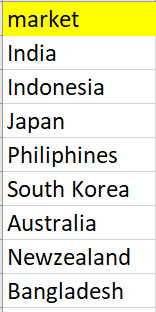 market
India
Indonesia
Japan
Philiphines
South Korea
Australia
Newzealand
Bangladesh